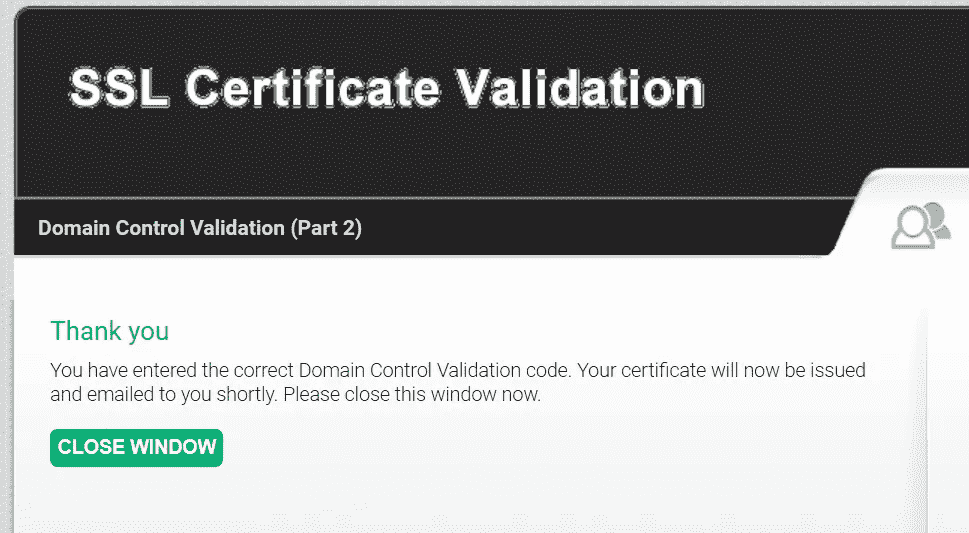 SSL Certificate Validation
Domain Control Validation (Part 2)
Thank you
You have entered the correct Domain Control Validation code. Your certificate will now be issued
and emailed to you shortly. Please close this window now.
CLOSE WINDOW